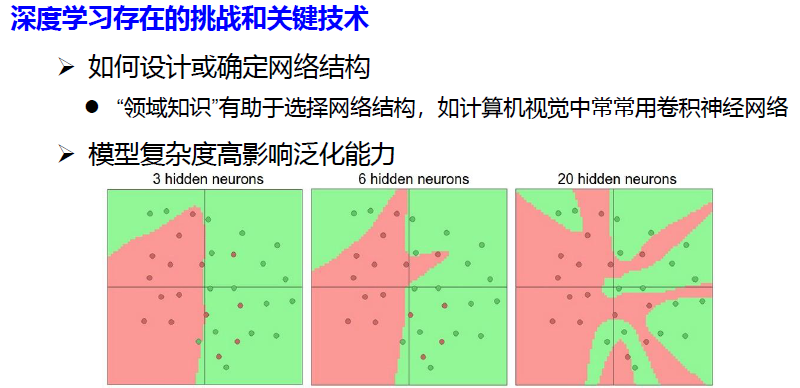 深度学习存在的挑战和关键技术
➢ 如何设计或确定网络结构
● “领域知识”有助于选择网络结构，如计算机视觉中常常用卷积神经网络
➢ 模型复杂度高影响泛化能力
3 hidden neurons 6 hidden neurons 20 hidden neurons